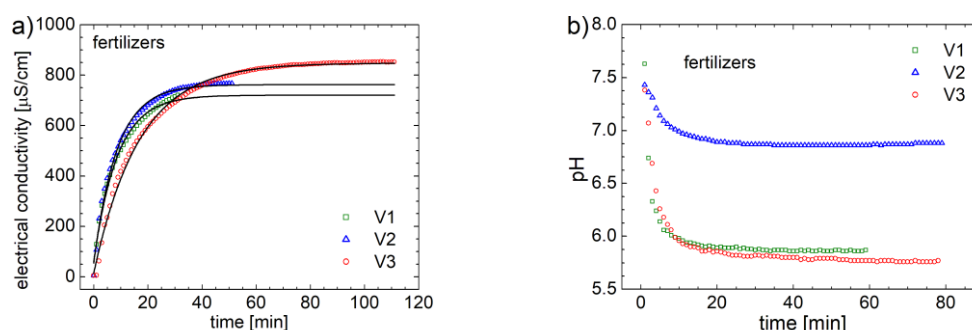 a)
fertilizers
electrical conductivity [µS/cm]
1000
800
600
400
200
0
V1
V2
V3
0 20 40 60 80 100 120
time [min]
b)
fertilizers
pH
8.0
7.5
7.0
6.5
6.0
5.5
V1
V2
V3
0 20 40 60 80
time [min]